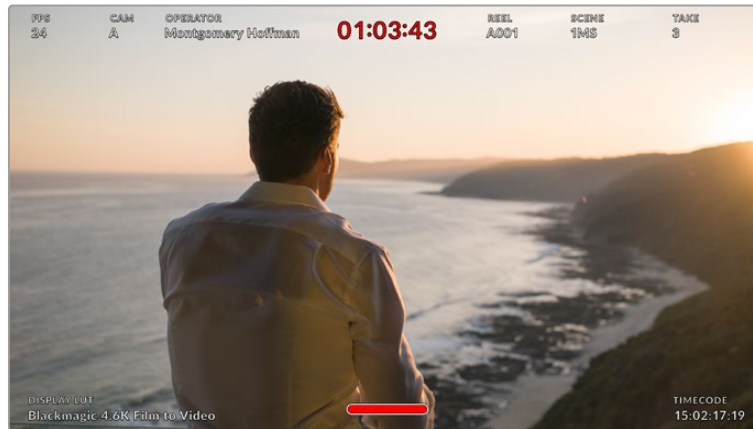 FPS CAM OPERATOR REEL SCENE TAKE
24 A Montgomery Hoffman 01:03:43 A001 1MS 3
DISPLAY LUT TIMECODE
Blackmagic 4.6K Film to Video 15:02:17:19